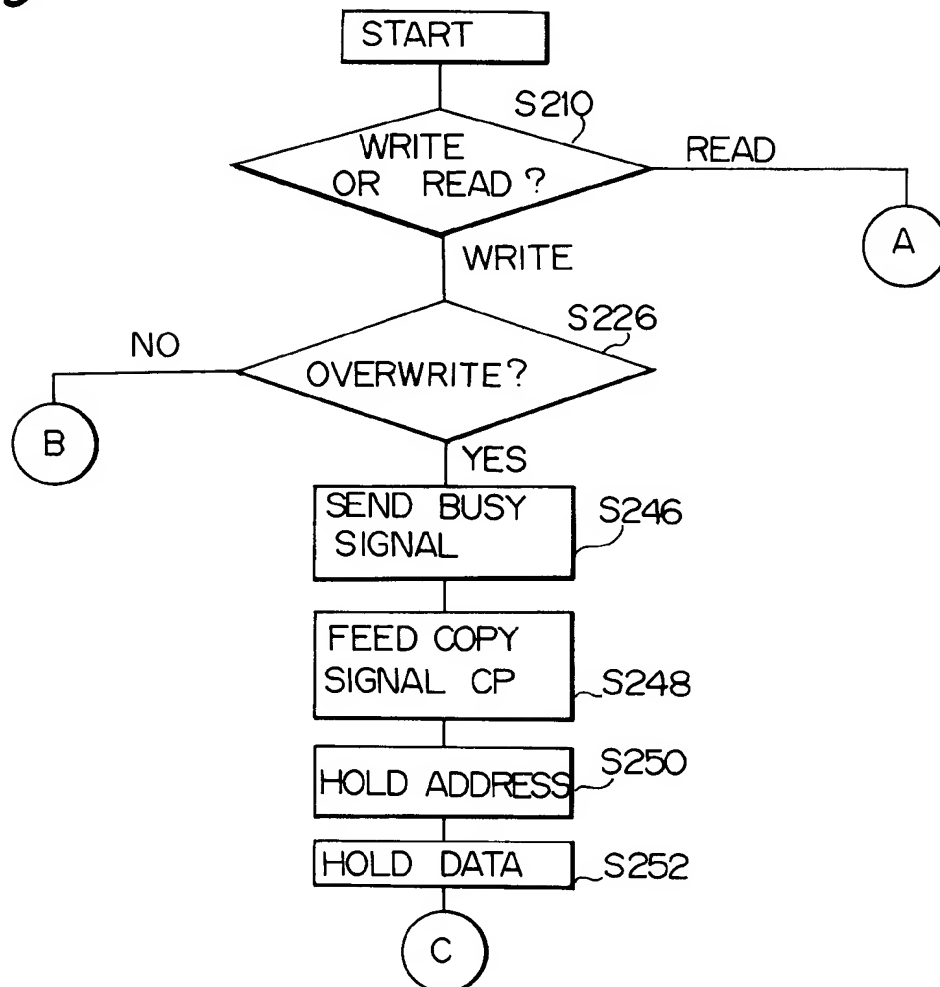 START
S210
WRITE
OR READ?
READ
A
WRITE
S226
NO
OVERWRITE?
B
YES
SEND BUSY
SIGNAL
S246
FEED COPY
SIGNAL CP
S248
HOLD ADDRESS
S250
HOLD DATA
S252
C